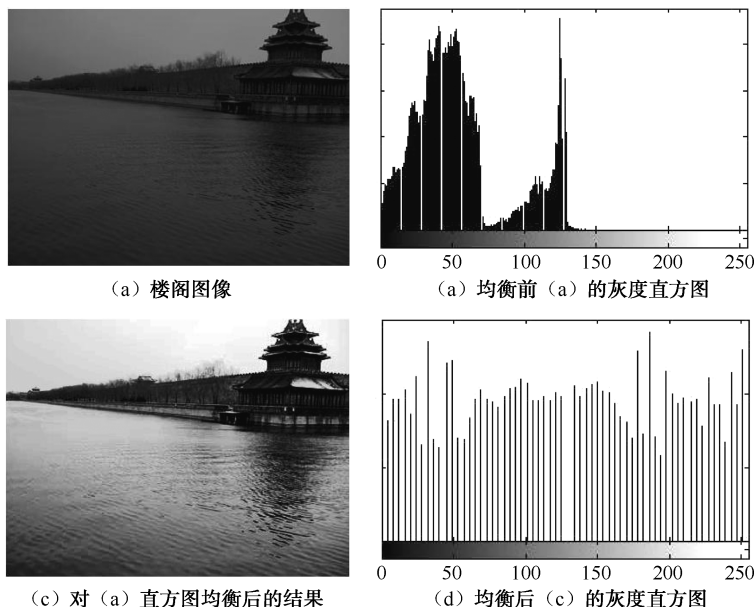 0 50 100 150 200 250
(a) 楼阁图像
(a) 均衡前 (a) 的灰度直方图
0 50 100 150 200 250
(c) 对 (a) 直方图均衡后的结果
(d) 均衡后 (c) 的灰度直方图